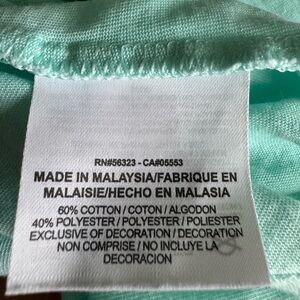 RN#56323 - CA#05553
MADE IN MALAYSIA/FABRIQUE EN
MALAISIE/HECHO EN MALASIA
60% COTTON / COTON / ALGODON
40% POLYESTER / POLYESTER / POLIESTER
EXCLUSIVE OF DECORATION / DECORATION
NON COMPRISE / NO INCLUYE LA
DECORACION